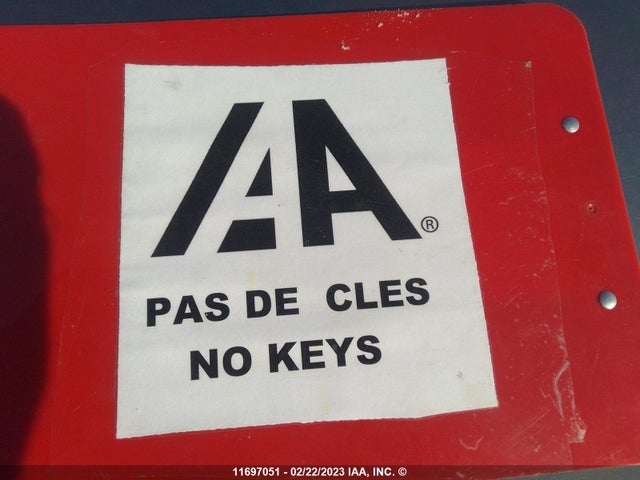 IAA®
PAS DE CLES
NO KEYS
11697051 - 02/22/2023 IAA, INC. ©